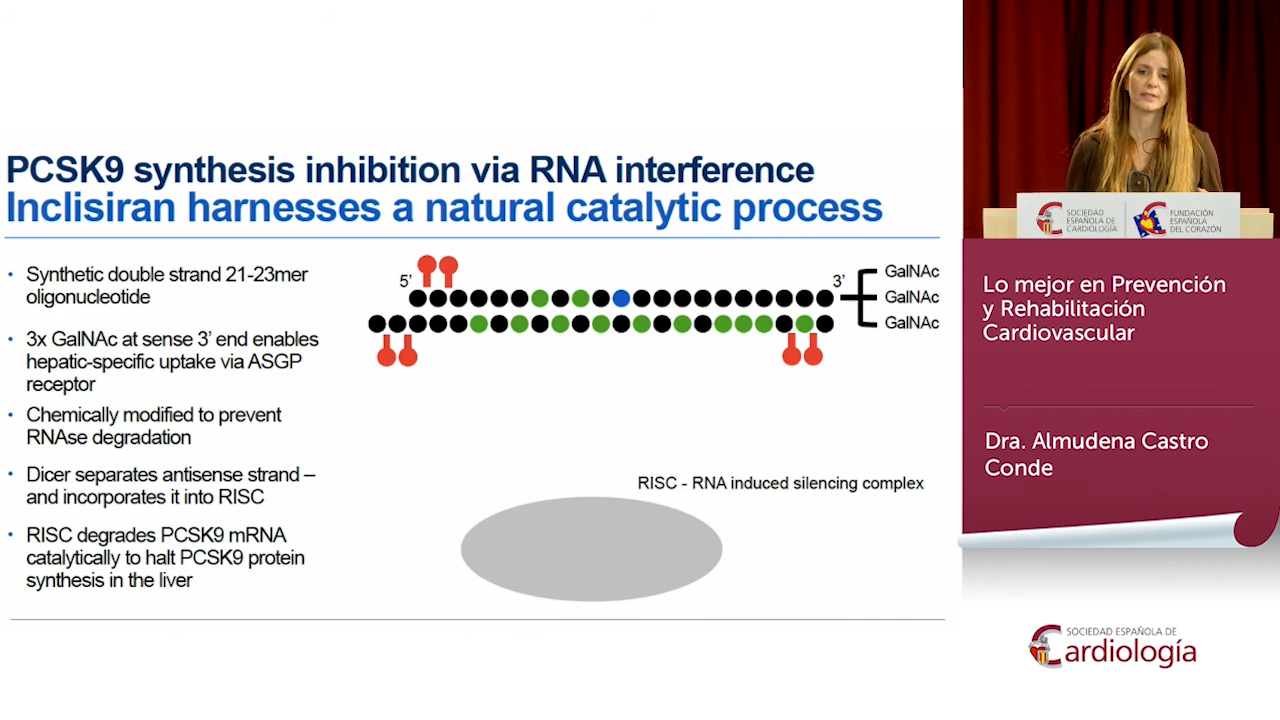 PCSK9 synthesis inhibition via RNA interference
Inclisiran harnesses a natural catalytic process
• Synthetic double strand 21-23mer
oligonucleotide
• 3x GalNAc at sense 3’ end enables
hepatic-specific uptake via ASGP
receptor
• Chemically modified to prevent
RNAse degradation
• Dicer separates antisense strand –
and incorporates it into RISC
• RISC degrades PCSK9 mRNA
catalytically to halt PCSK9 protein
synthesis in the liver
5’
3’
GalNAc
GalNAc
GalNAc
RISC - RNA induced silencing complex
SOCIEDAD
ESPAÑOLA DE
CARDIOLOGÍA
FUNDACIÓN
ESPAÑOLA
DEL CORAZÓN
Lo mejor en Prevención
y Rehabilitación
Cardiovascular
Dra. Almudena Castro
Conde
SOCIEDAD ESPAÑOLA DE
Cardiología